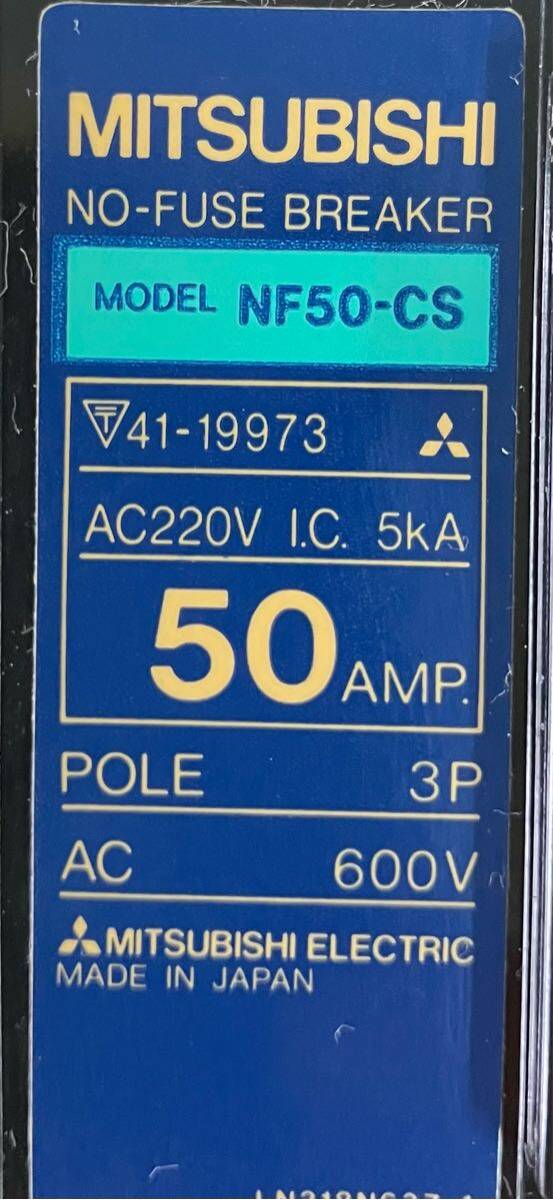 MITSUBISHI
NO-FUSE BREAKER
MODEL NF50-CS
41-19973
AC220V I.C. 5kA
50 AMP.
POLE 3P
AC 600V
MITSUBISHI ELECTRIC
MADE IN JAPAN